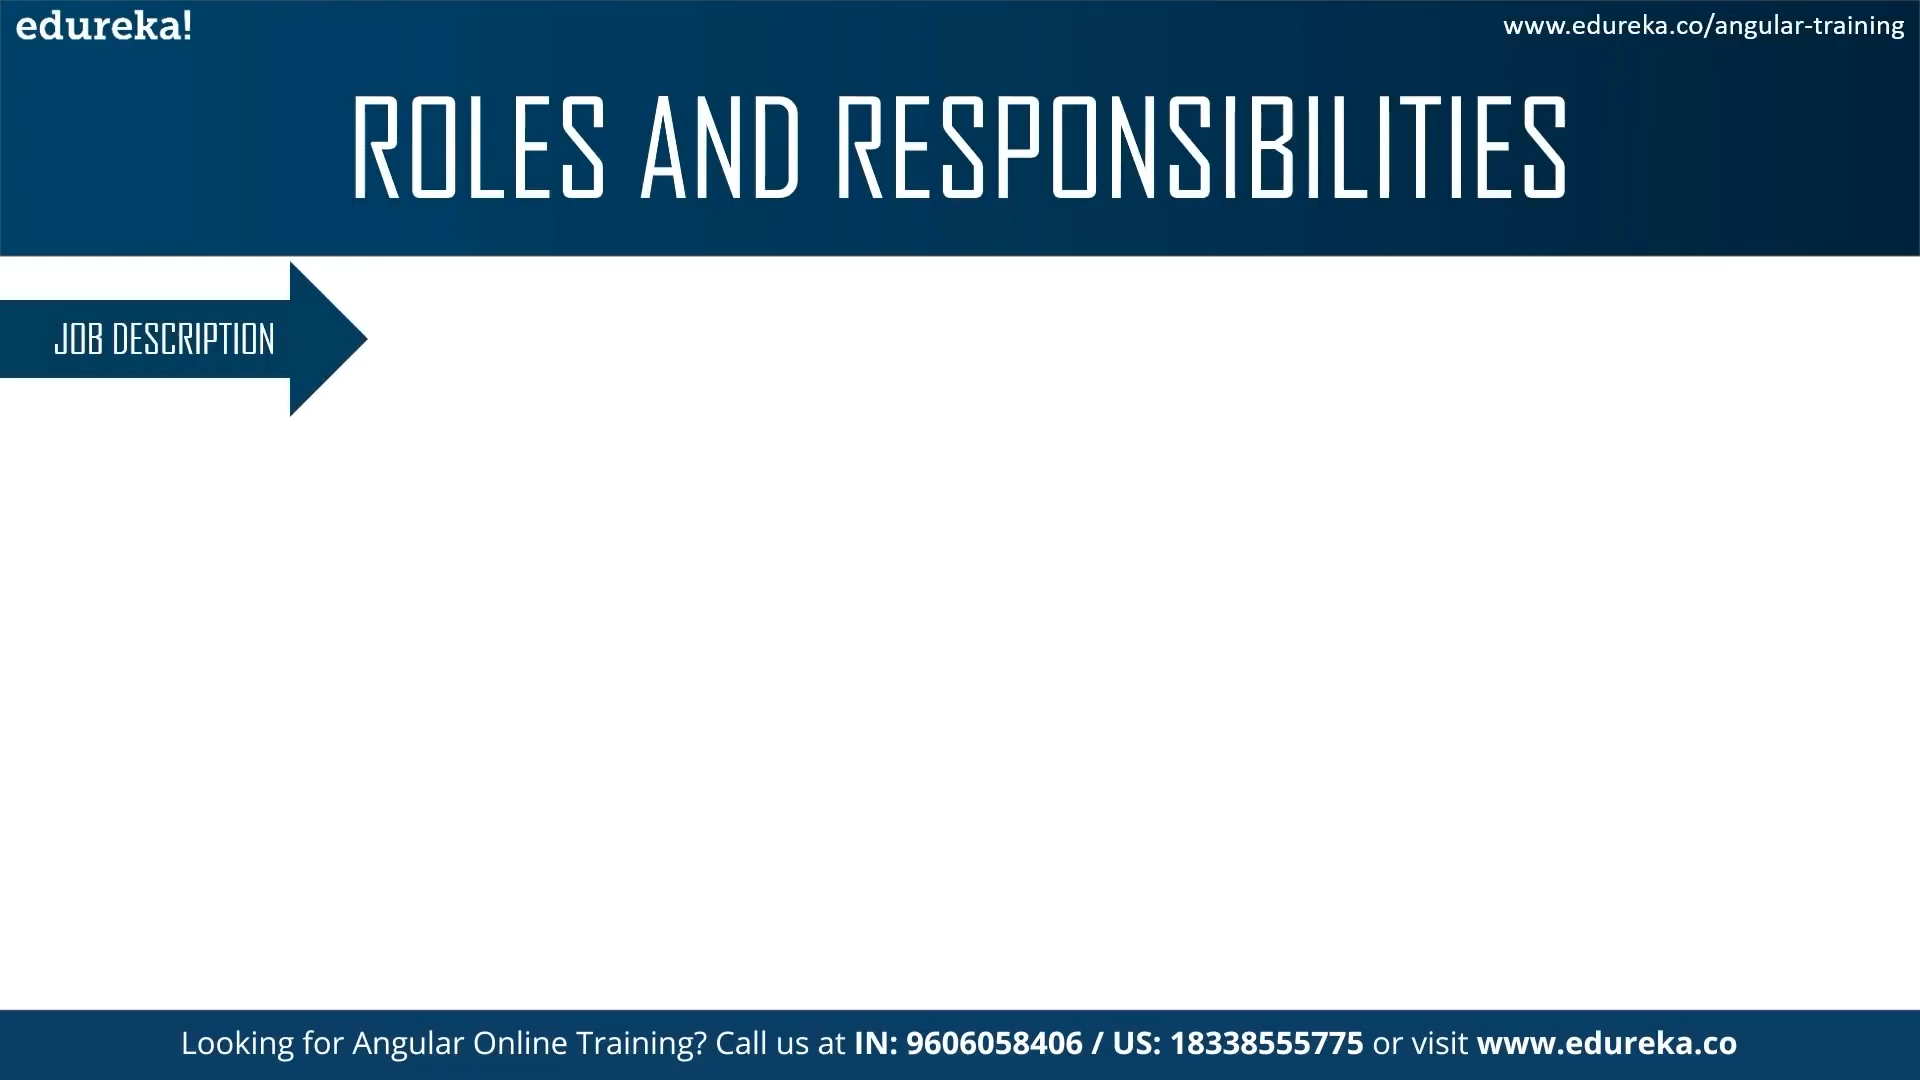 edureka!
www.edureka.co/angular-training
ROLES AND RESPONSIBILITIES
JOB DESCRIPTION
Looking for Angular Online Training? Call us at IN: 9606058406 / US: 18338555775 or visit www.edureka.co